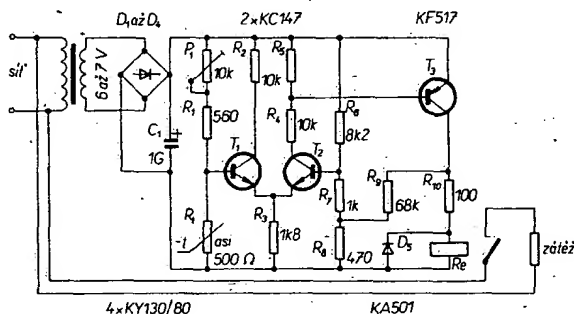 D₁ až D₄
2×KC147
KF517
síť
6 až 7 V
C₁
1G
P₁
10k
R₁
560
R₂
10k
R₅
R₄
10k
R₆
8k2
T₁
T₂
T₃
R₁
-t
asi
500 Ω
R₃
1k8
R₇
1k
R₈
470
R₉
68k
R₁₀
100
D₅
Re
zátěž
4×KY130/80
KA501